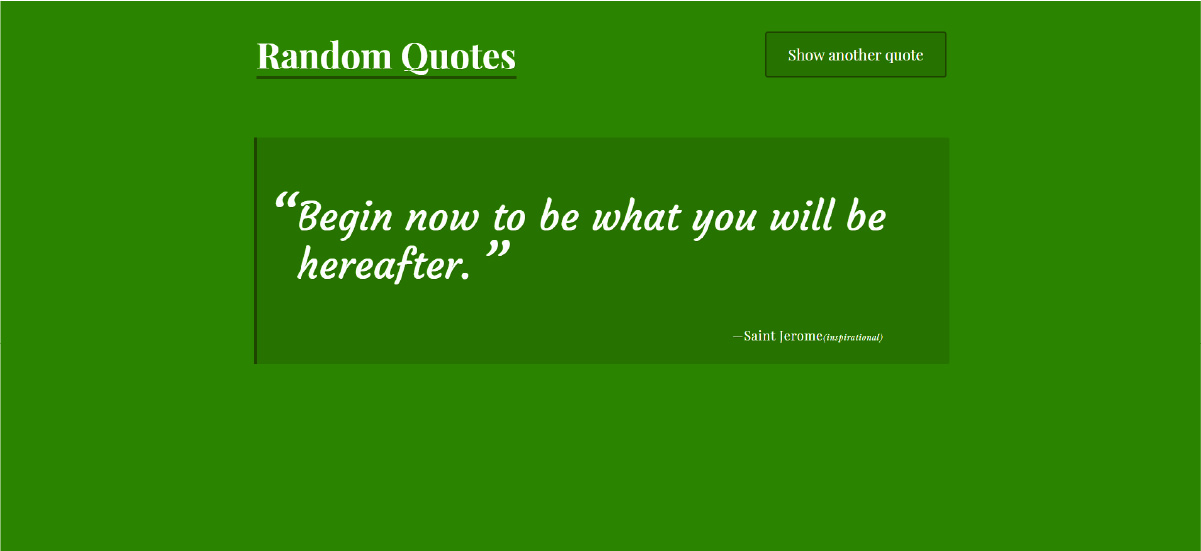 Random Quotes
Show another quote
“Begin now to be what you will be
hereafter. ”
—Saint Jerome(inspirational)